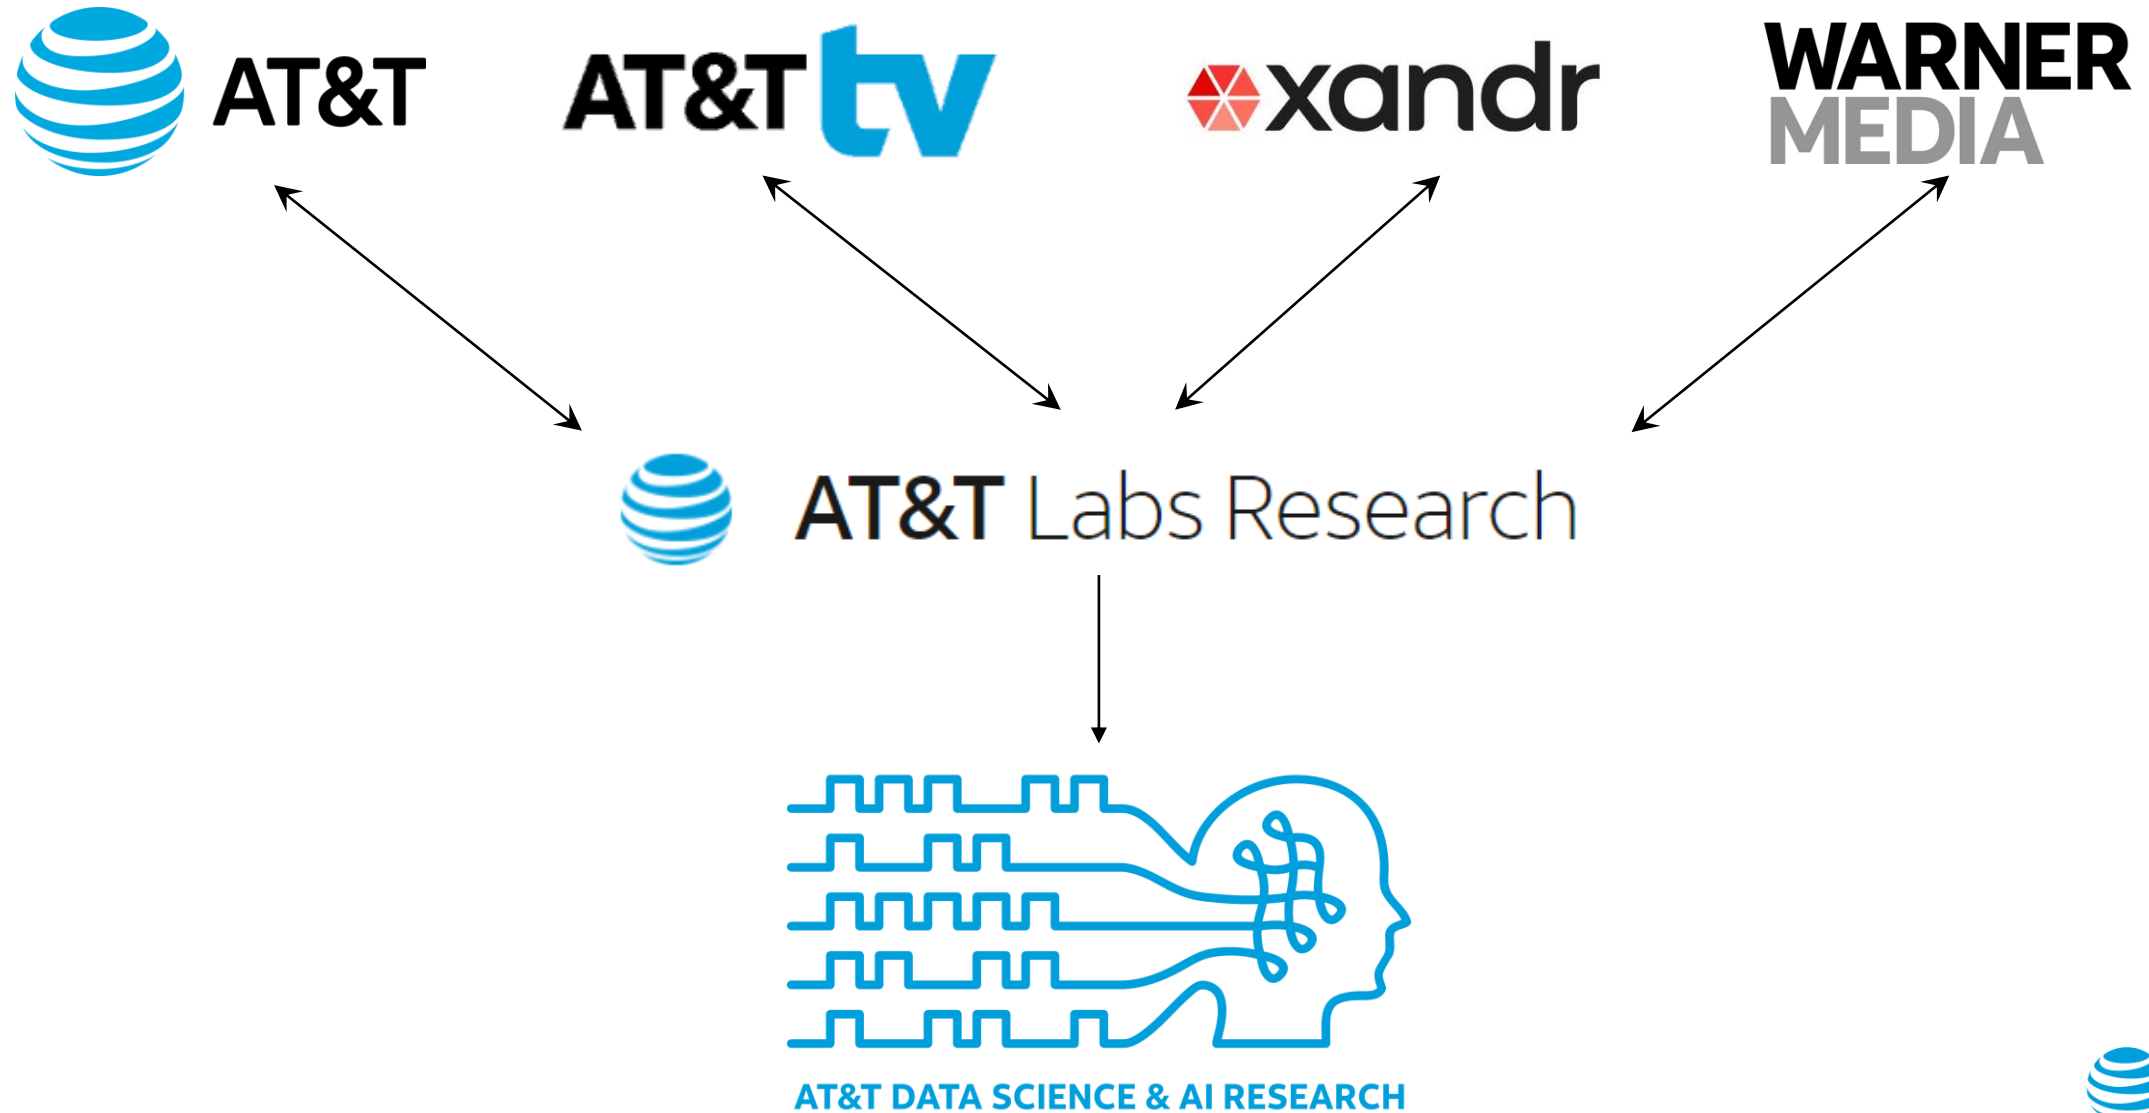 AT&T
AT&T tv
xandr
WARNER
MEDIA
AT&T Labs Research
AT&T DATA SCIENCE & AI RESEARCH